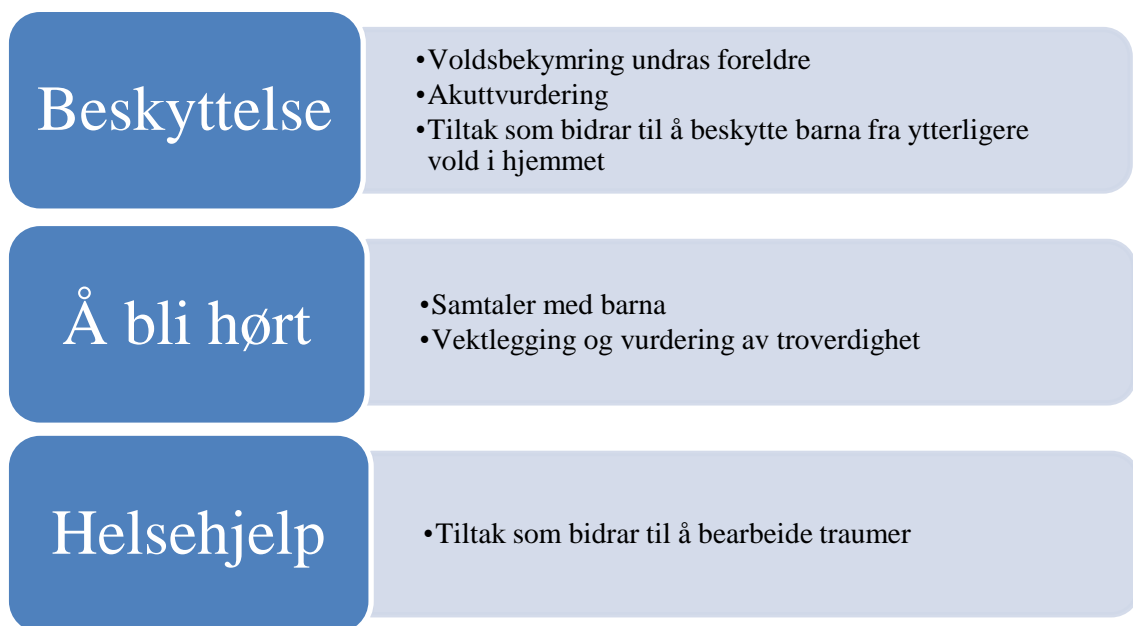 Beskyttelse
•Voldsbekymring undras foreldre
•Akuttvurdering
•Tiltak som bidrar til å beskytte barna fra ytterligere
vold i hjemmet
Å bli hørt
•Samtaler med barna
•Vektlegging og vurdering av troverdighet
Helsehjelp
•Tiltak som bidrar til å bearbeide traumer